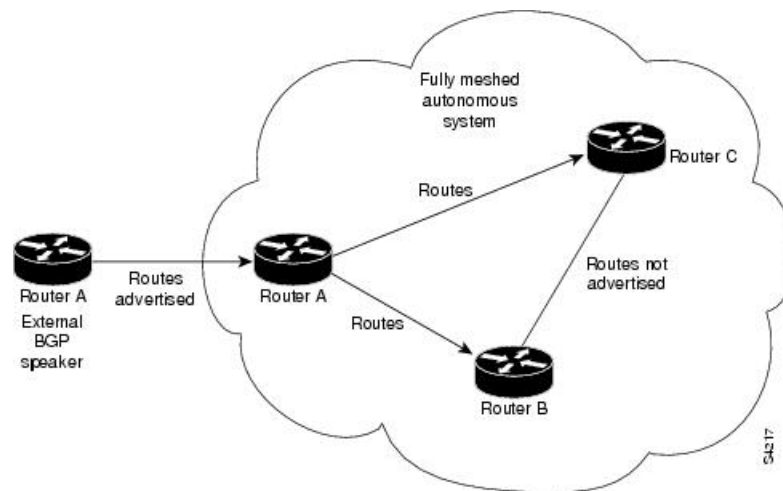 Fully meshed
autonomous
system
Router C
Routes
Routes not
advertised
Router A
Routes
advertised
Router A
External
BGP
speaker
Routes
Router B
S4217